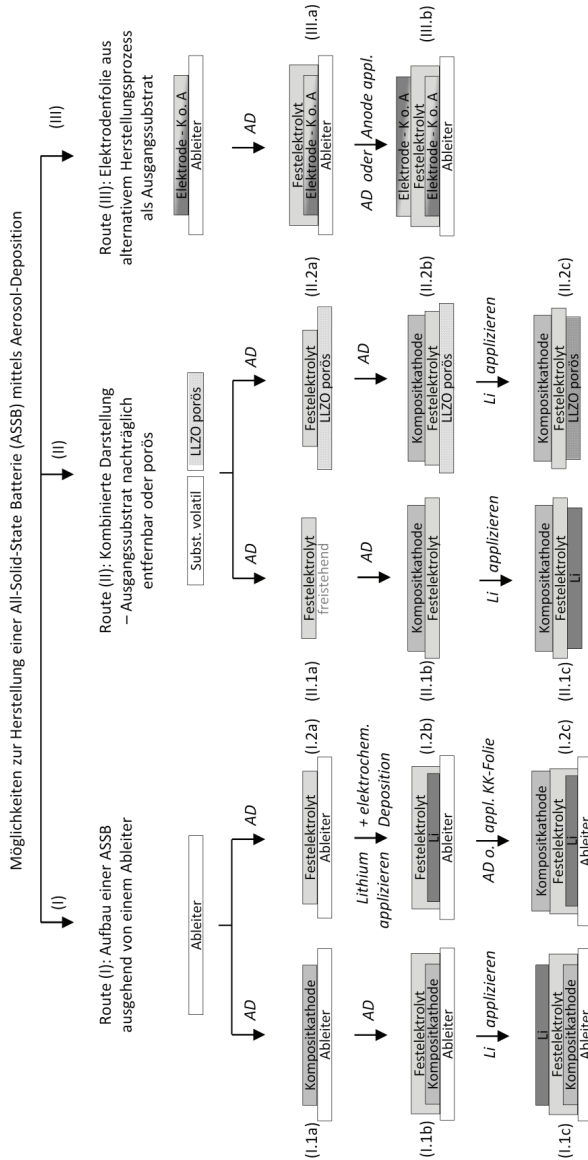 Möglichkeiten zur Herstellung einer All-Solid-State Batterie (ASSB) mittels Aerosol-Deposition
(I)
(II)
(III)
Route (I): Aufbau einer ASSB
ausgehend von einem Ableiter
Ableiter
AD
AD
Kompositkathode
Ableiter
(I.1a)
Festelektrolyt
Ableiter
(I.2a)
AD
Lithium + elektrochem.
applizieren Deposition
Festelektrolyt
Kompositkathode
Ableiter
(I.1b)
Festelektrolyt
Li
Ableiter
(I.2b)
Li applizieren
AD o. appl. KK-Folie
Li
Festelektrolyt
Kompositkathode
Ableiter
(I.1c)
Kompositkathode
Festelektrolyt
Li
Ableiter
(I.2c)
Route (II): Kombinierte Darstellung
– Ausgangssubstrat nachträglich
entfernbar oder porös
Subst. volatil
LLZO porös
AD
AD
Festelektrolyt
freistehend
(II.1a)
Festelektrolyt
LLZO porös
(II.2a)
AD
AD
Kompositkathode
Festelektrolyt
(II.1b)
Kompositkathode
Festelektrolyt
LLZO porös
(II.2b)
Li applizieren
Li applizieren
Kompositkathode
Festelektrolyt
Li
(II.1c)
Kompositkathode
Festelektrolyt
LLZO porös
(II.2c)
Route (III): Elektrodenfolie aus
alternativem Herstellungsprozess
als Ausgangssubstrat
Elektrode - K o. A
Ableiter
AD
Festelektrolyt
Elektrode - K o. A
Ableiter
(III.a)
AD oder Anode appl.
Elektrode - K o. A
Festelektrolyt
Elektrode - K o. A
Ableiter
(III.b)